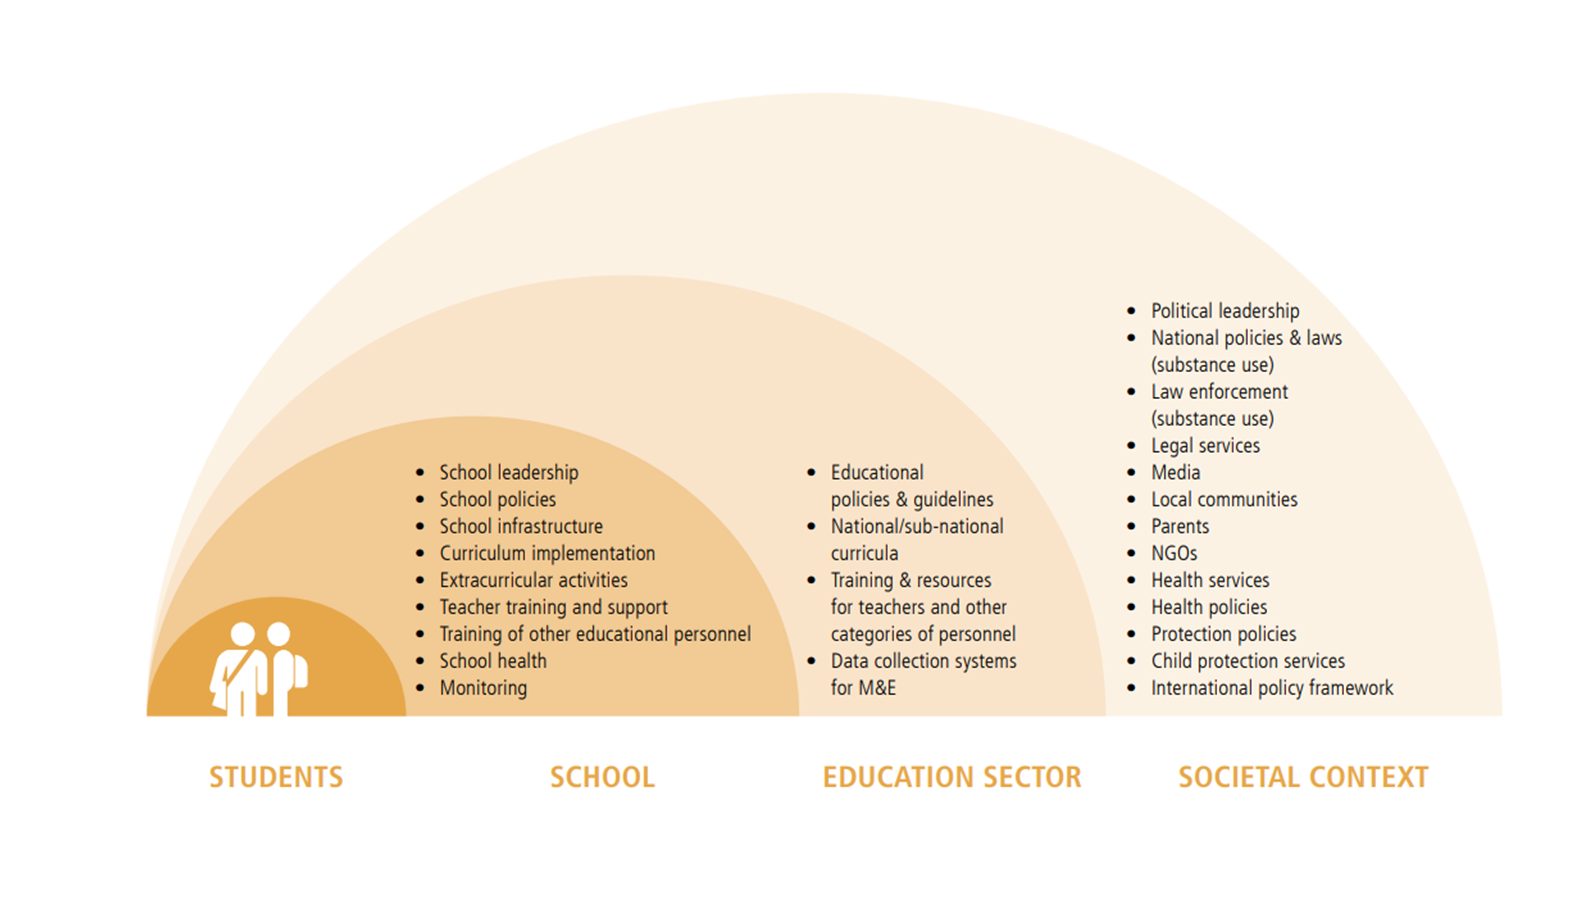 • School leadership
• School policies
• School infrastructure
• Curriculum implementation
• Extracurricular activities
• Teacher training and support
• Training of other educational personnel
• School health
• Monitoring
• Educational
policies & guidelines
• National/sub-national
curricula
• Training & resources
for teachers and other
categories of personnel
• Data collection systems
for M&E
• Political leadership
• National policies & laws
(substance use)
• Law enforcement
(substance use)
• Legal services
• Media
• Local communities
• Parents
• NGOs
• Health services
• Health policies
• Protection policies
• Child protection services
• International policy framework
STUDENTS
SCHOOL
EDUCATION SECTOR
SOCIETAL CONTEXT